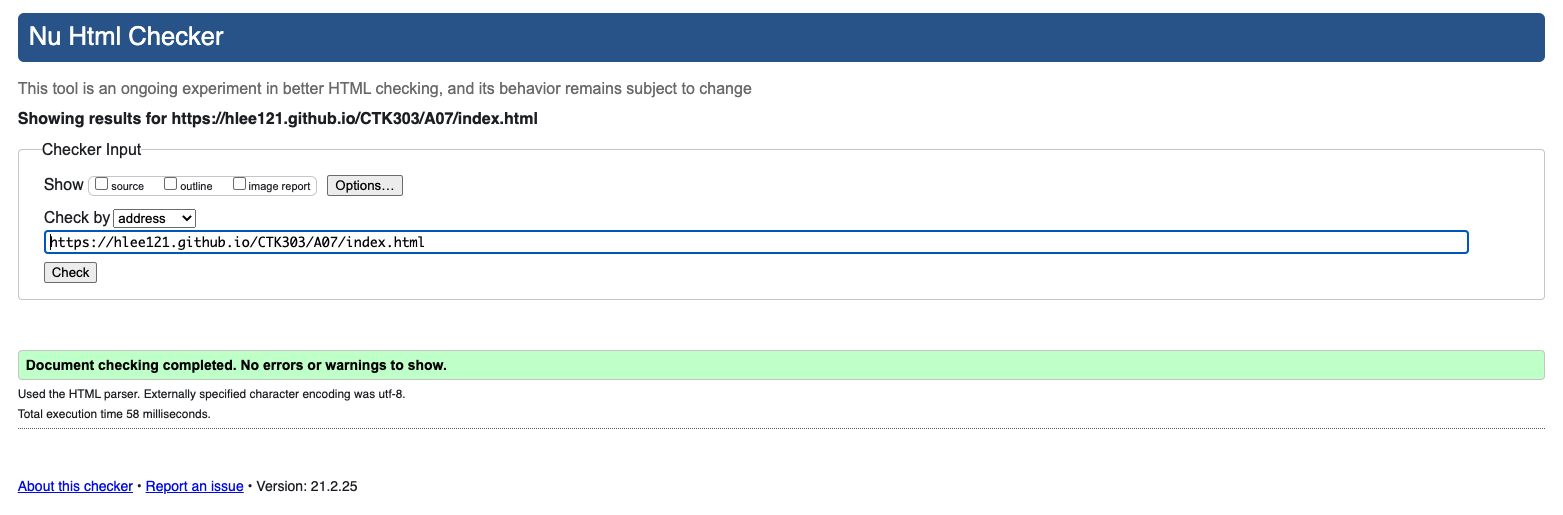 Nu Html Checker
This tool is an ongoing experiment in better HTML checking, and its behavior remains subject to change
Showing results for https://hlee121.github.io/CTK303/A07/index.html
Checker Input
Show source outline image report Options...
Check by address
https://hlee121.github.io/CTK303/A07/index.html
Check
Document checking completed. No errors or warnings to show.
Used the HTML parser. Externally specified character encoding was utf-8.
Total execution time 58 milliseconds.
About this checker • Report an issue • Version: 21.2.25